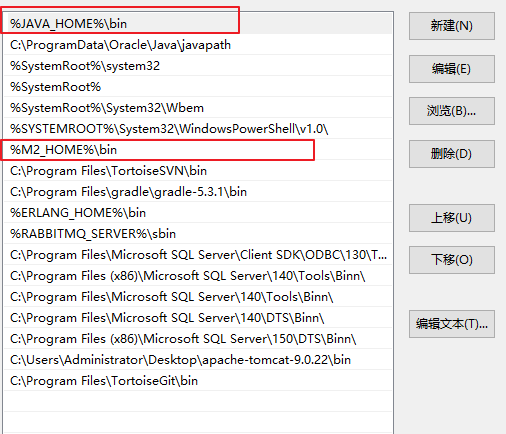 %JAVA_HOME%\bin
C:\ProgramData\Oracle\Java\javapath
%SystemRoot%\system32
%SystemRoot%
%SystemRoot%\System32\Wbem
%SYSTEMROOT%\System32\WindowsPowerShell\v1.0\
%M2_HOME%\bin
C:\Program Files\TortoiseSVN\bin
C:\Program Files\gradle\gradle-5.3.1\bin
%ERLANG_HOME%\bin
%RABBITMQ_SERVER%\sbin
C:\Program Files\Microsoft SQL Server\Client SDK\ODBC\130\T...
C:\Program Files (x86)\Microsoft SQL Server\140\Tools\Binn\
C:\Program Files\Microsoft SQL Server\140\Tools\Binn\
C:\Program Files\Microsoft SQL Server\140\DTS\Binn\
C:\Program Files (x86)\Microsoft SQL Server\150\DTS\Binn\
C:\Users\Administrator\Desktop\apache-tomcat-9.0.22\bin
C:\Program Files\TortoiseGit\bin
新建(N)
编辑(E)
浏览(B)...
删除(D)
上移(U)
下移(O)
编辑文本(T)...